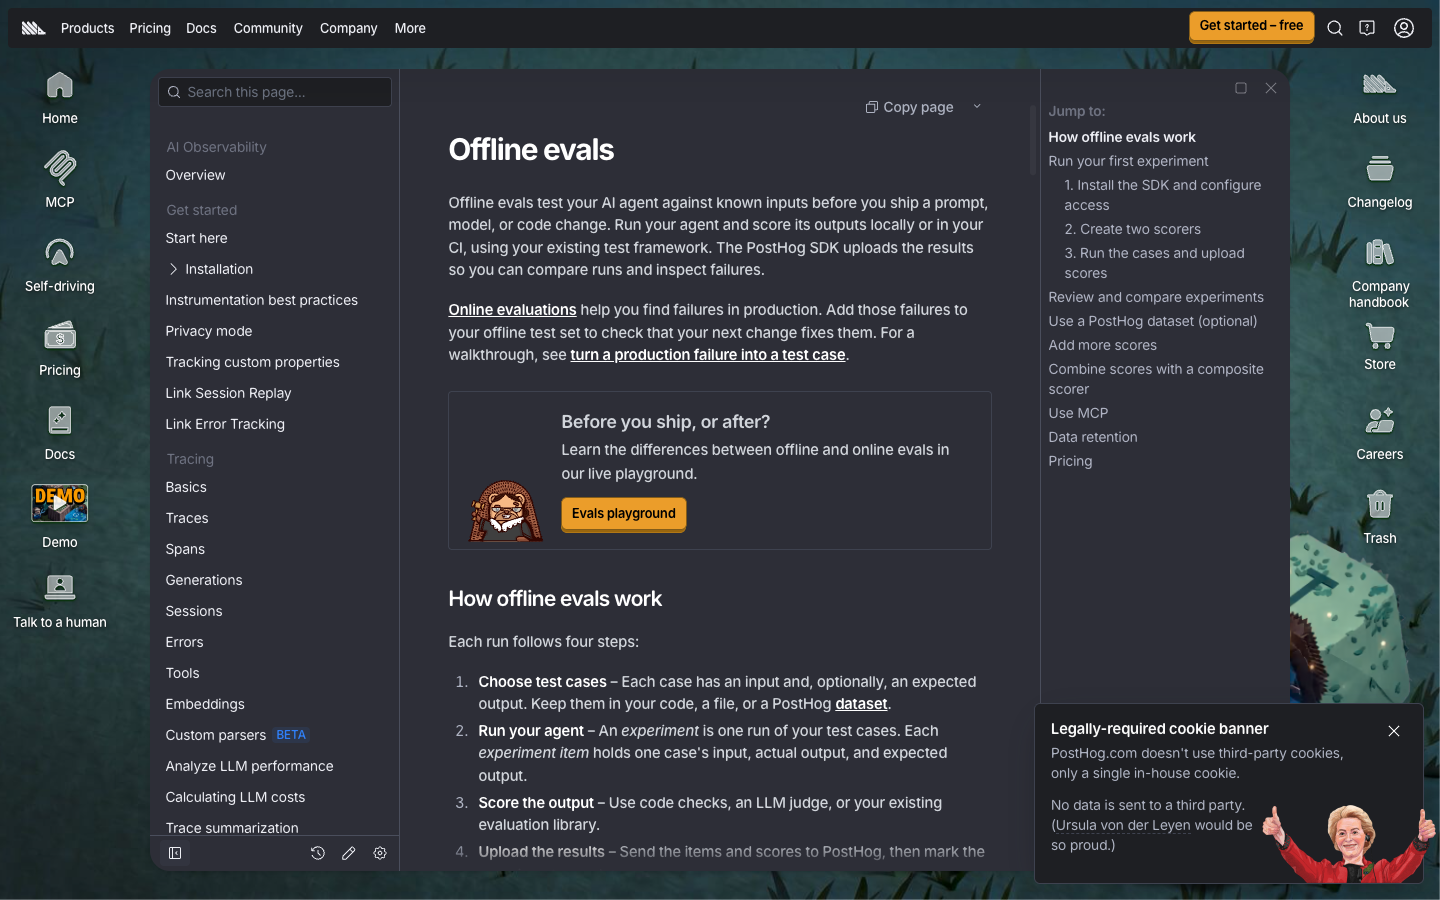 Products Pricing Docs Community Company More
Get started – free
Home
MCP
Self-driving
Pricing
$
Docs
DEMO
Demo
Talk to a human
Search this page...
AI Observability
Overview
Get started
Start here
Installation
Instrumentation best practices
Privacy mode
Tracking custom properties
Link Session Replay
Link Error Tracking
Tracing
Basics
Traces
Spans
Generations
Sessions
Errors
Tools
Embeddings
Custom parsers BETA
Analyze LLM performance
Calculating LLM costs
Trace summarization
Copy page
Offline evals
Offline evals test your AI agent against known inputs before you ship a prompt,
model, or code change. Run your agent and score its outputs locally or in your
CI, using your existing test framework. The PostHog SDK uploads the results
so you can compare runs and inspect failures.
Online evaluations help you find failures in production. Add those failures to
your offline test set to check that your next change fixes them. For a
walkthrough, see turn a production failure into a test case.
Before you ship, or after?
Learn the differences between offline and online evals in
our live playground.
Evals playground
How offline evals work
Each run follows four steps:
1. Choose test cases – Each case has an input and, optionally, an expected
output. Keep them in your code, a file, or a PostHog dataset.
2. Run your agent – An experiment is one run of your test cases. Each
experiment item holds one case's input, actual output, and expected
output.
3. Score the output – Use code checks, an LLM judge, or your existing
evaluation library.
4. Upload the results – Send the items and scores to PostHog, then mark the
Jump to:
How offline evals work
Run your first experiment
1. Install the SDK and configure
access
2. Create two scorers
3. Run the cases and upload
scores
Review and compare experiments
Use a PostHog dataset (optional)
Add more scores
Combine scores with a composite
scorer
Use MCP
Data retention
Pricing
About us
Changelog
Company
handbook
Store
Careers
Trash
Legally-required cookie banner
PostHog.com doesn't use third-party cookies,
only a single in-house cookie.
No data is sent to a third party.
(Ursula von der Leyen would be
so proud.)